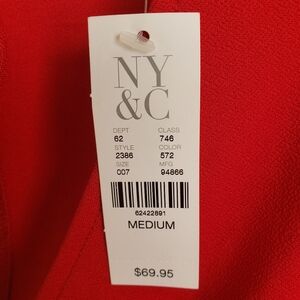 NY
&C
DEPT CLASS
62 746
STYLE COLOR
2386 572
SIZE MFG
007 94866
62422891
MEDIUM
$69.95